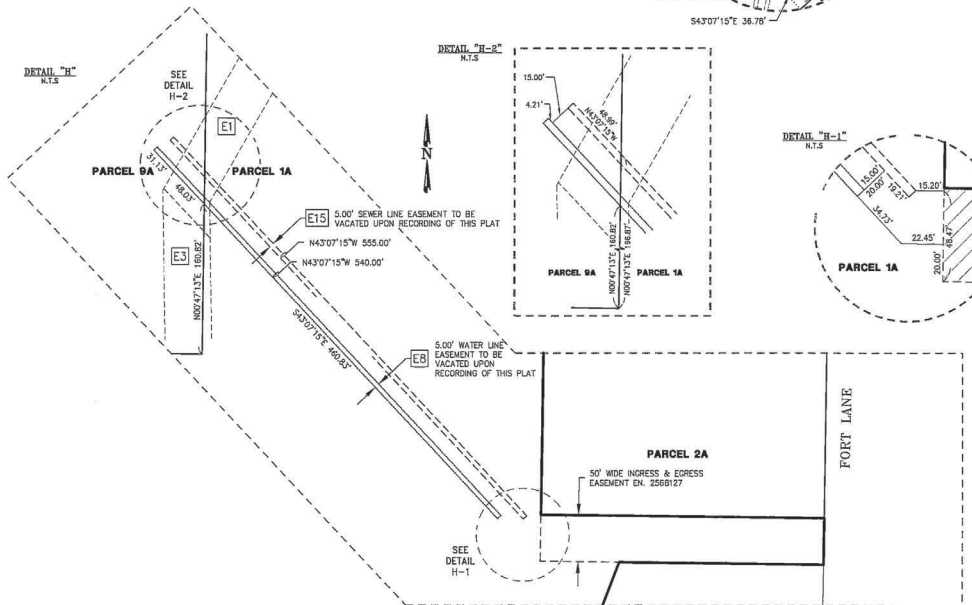 S43°07'15"E 36.78'
DETAIL "H"
N.T.S
SEE
DETAIL
H-2
E1
PARCEL 9A
PARCEL 1A
31.13'
48.03'
E3
N00°47'13"E 160.82'
N
E15
5.00' SEWER LINE EASEMENT TO BE
VACATED UPON RECORDING OF THIS PLAT
N43°07'15"W 555.00'
N43°07'15"W 540.00'
S43°07'15"E 460.83'
E8
5.00' WATER LINE
EASEMENT TO BE
VACATED UPON
RECORDING OF THIS PLAT
SEE
DETAIL
H-1
DETAIL "H-2"
N.T.S
15.00'
4.21'
48.99'
N43°07'15"W
N00°47'13"E 160.82'
N00°47'13"E 196.87'
PARCEL 9A
PARCEL 1A
DETAIL "H-1"
N.T.S
15.00'
20.00'
19.21'
15.20'
34.73'
22.45'
48.47'
20.00'
PARCEL 1A
PARCEL 2A
50' WIDE INGRESS & EGRESS
EASEMENT EN. 2568127
FORT LANE